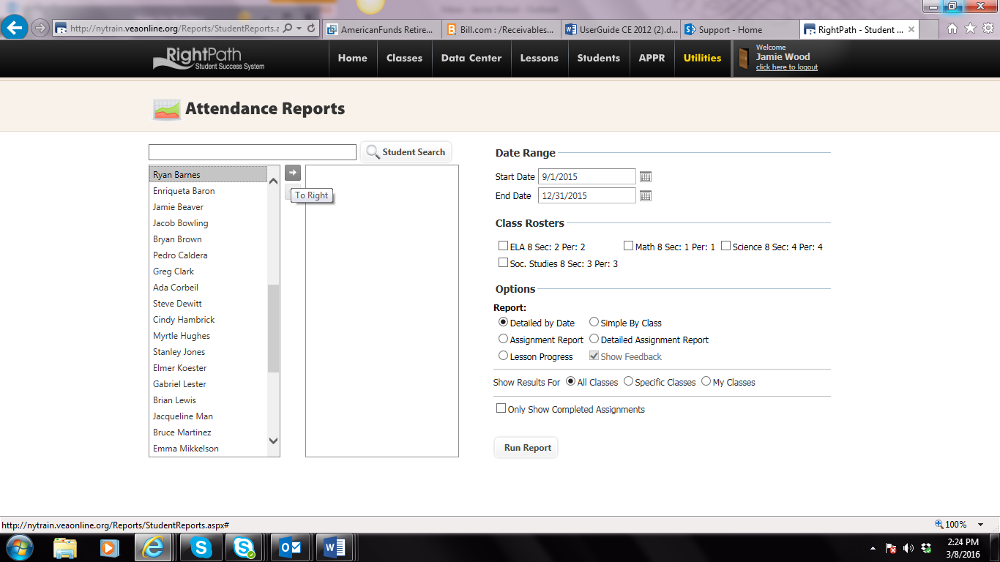 http://nytrain.veaonline.org/Reports/StudentReports.a
AmericanFunds Retire...
Bill.com : /Receivables...
UserGuide CE 2012 (2).d...
Support - Home
RightPath - Student ...
RightPath
Student Success System
Home
Classes
Data Center
Lessons
Students
APPR
Utilities
Welcome
Jamie Wood
click here to logout
Attendance Reports
Student Search
Ryan Barnes
Enriqueta Baron
Jamie Beaver
Jacob Bowling
Bryan Brown
Pedro Caldera
Greg Clark
Ada Corbeil
Steve Dewitt
Cindy Hambrick
Myrtle Hughes
Stanley Jones
Elmer Koester
Gabriel Lester
Brian Lewis
Jacqueline Man
Bruce Martinez
Emma Mikkelson
To Right
Date Range
Start Date 9/1/2015
End Date 12/31/2015
Class Rosters
ELA 8 Sec: 2 Per: 2 Math 8 Sec: 1 Per: 1 Science 8 Sec: 4 Per: 4
Soc. Studies 8 Sec: 3 Per: 3
Options
Report:
Detailed by Date Simple By Class
Assignment Report Detailed Assignment Report
Lesson Progress Show Feedback
Show Results For All Classes Specific Classes My Classes
Only Show Completed Assignments
Run Report
http://nytrain.veaonline.org/Reports/StudentReports.aspx#
100%
2:24 PM
3/8/2016